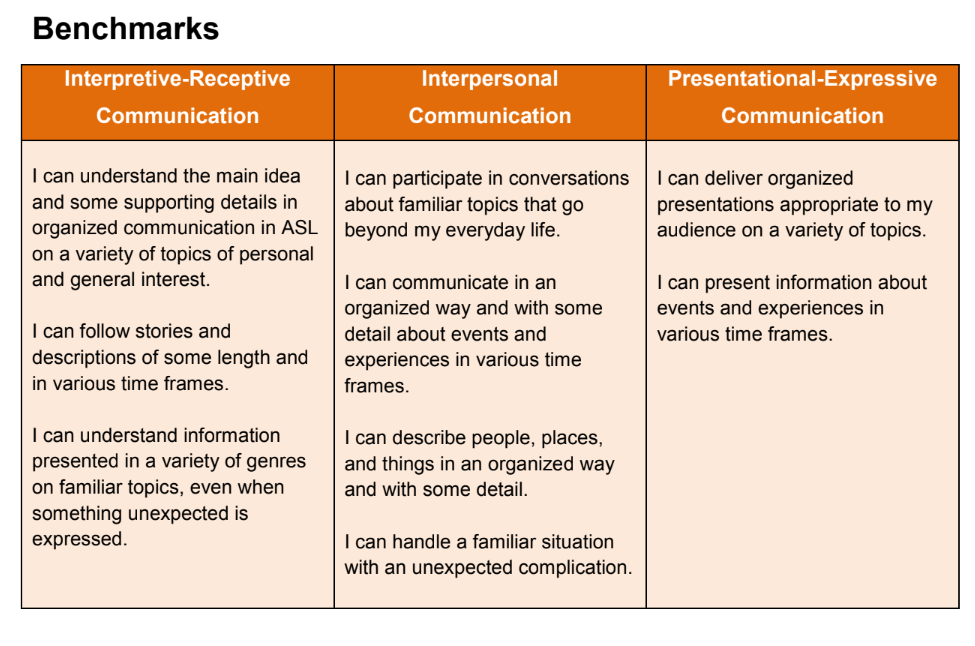 Benchmarks
Interpretive-Receptive
Communication
Interpersonal
Communication
Presentational-Expressive
Communication
I can understand the main idea
and some supporting details in
organized communication in ASL
on a variety of topics of personal
and general interest.
I can follow stories and
descriptions of some length and
in various time frames.
I can understand information
presented in a variety of genres
on familiar topics, even when
something unexpected is
expressed.
I can participate in conversations
about familiar topics that go
beyond my everyday life.
I can communicate in an
organized way and with some
detail about events and
experiences in various time
frames.
I can describe people, places,
and things in an organized way
and with some detail.
I can handle a familiar situation
with an unexpected complication.
I can deliver organized
presentations appropriate to my
audience on a variety of topics.
I can present information about
events and experiences in
various time frames.